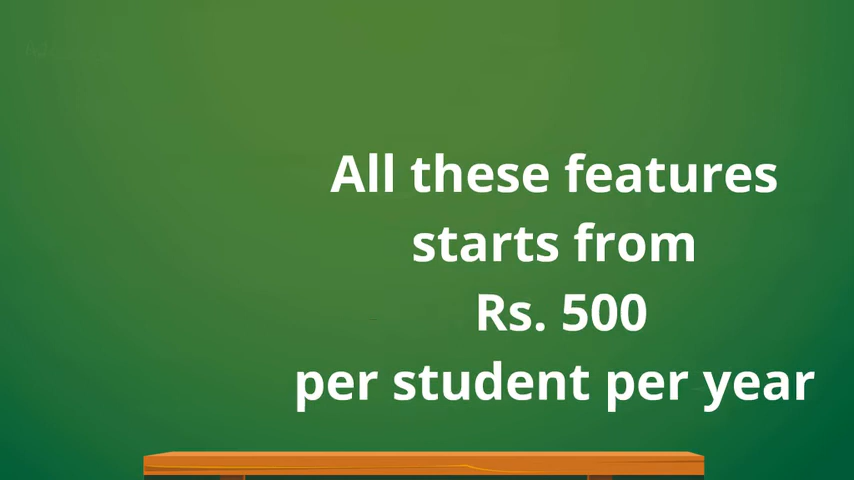 All these features
starts from
Rs. 500
per student per year